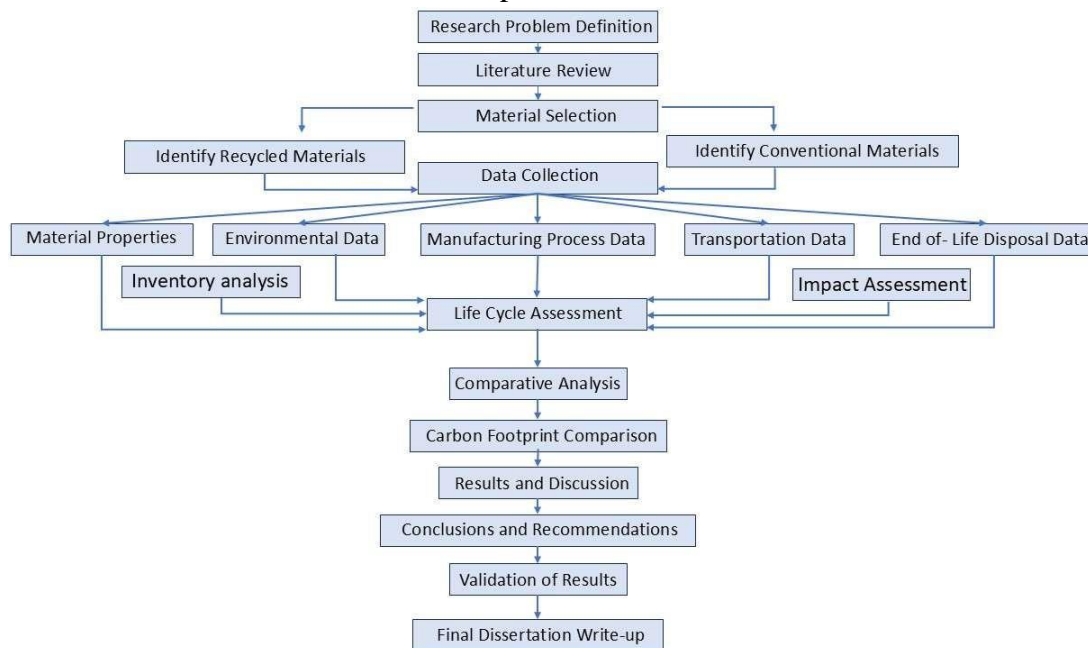 Research Problem Definition
Literature Review
Material Selection
Identify Recycled Materials
Identify Conventional Materials
Data Collection
Material Properties
Environmental Data
Manufacturing Process Data
Transportation Data
End of- Life Disposal Data
Inventory analysis
Impact Assessment
Life Cycle Assessment
Comparative Analysis
Carbon Footprint Comparison
Results and Discussion
Conclusions and Recommendations
Validation of Results
Final Dissertation Write-up